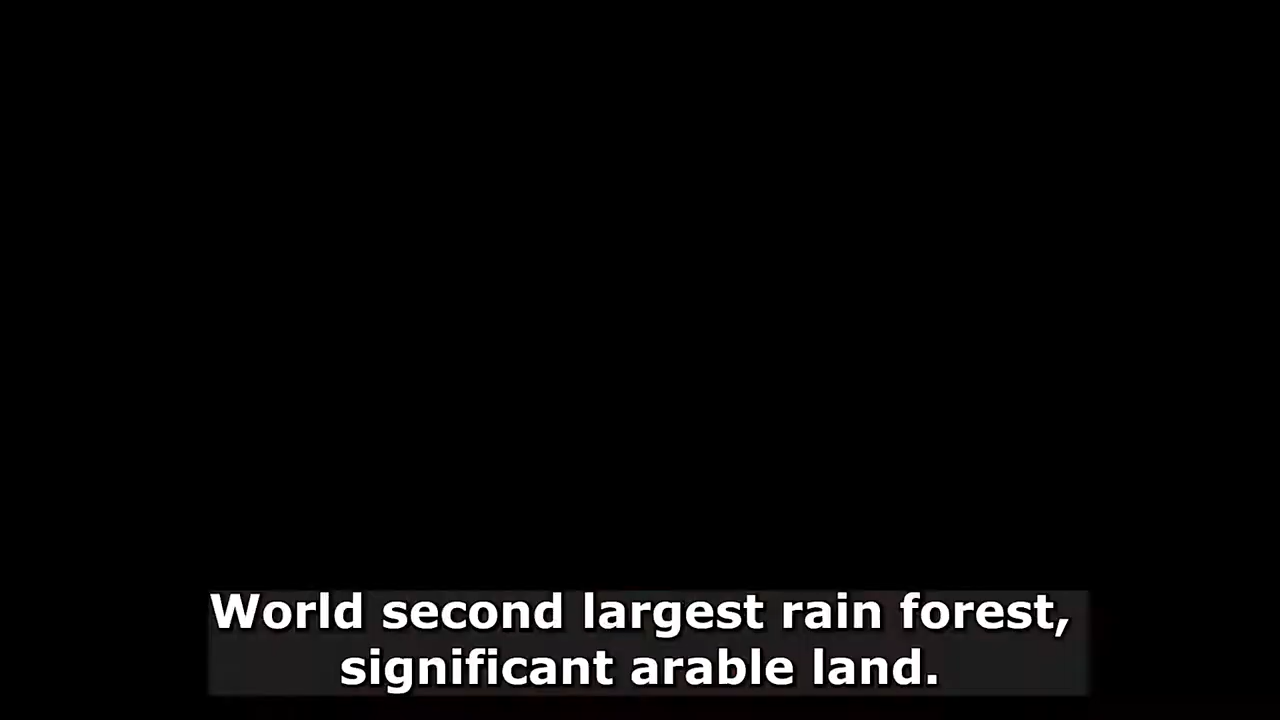 World second largest rain forest,
significant arable land.